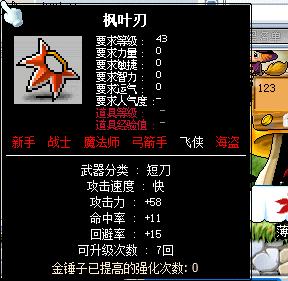 枫叶刃
要求等级: 43
要求力量: 0
要求敏捷: 0
要求智力: 0
要求运气: 0
要求人气度: -
道具等级: -
道具经验值: -
新手 战士 魔法师 弓箭手 飞侠 海盗
武器分类: 短刀
攻击速度: 快
攻击力: +58
命中率: +11
回避率: +15
可升级次数: 7回
金锤子已提高的强化次数: 0
123